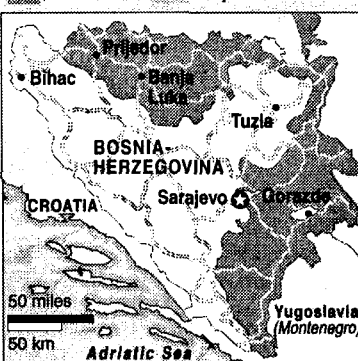 Prijedor
Bihac
Banja
Luka
Tuzla
BOSNIA-
HERZEGOVINA
Sarajevo
Gorazde
CROATIA
50 miles
50 km
Adriatic Sea
Yugoslavia
(Montenegro,